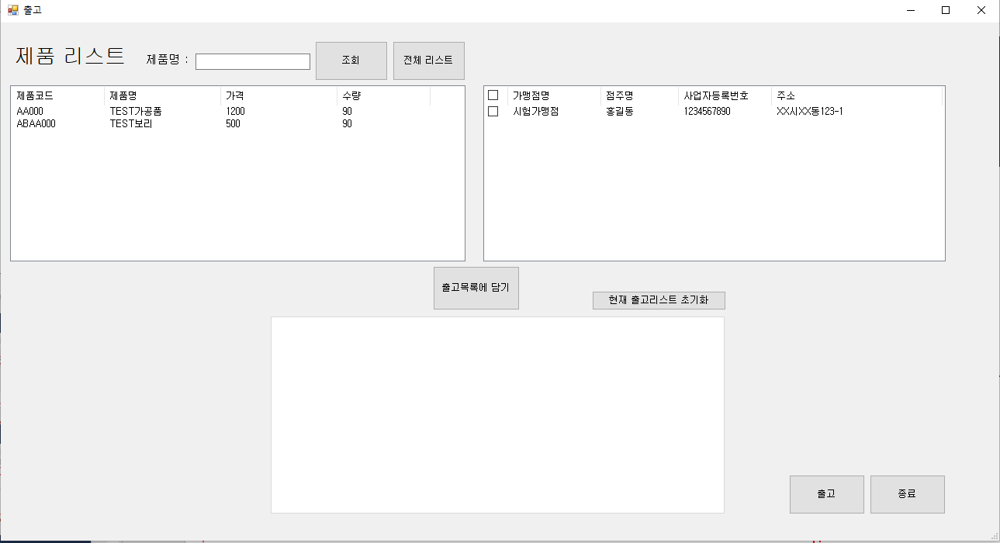 출고
제품 리스트 제품명 : 조회 전체 리스트
제품코드 제품명 가격 수량
AA000 TEST가공품 1200 90
ABAA000 TEST보리 500 90
가맹점명 점주명 사업자등록번호 주소
시험가맹점 홍길동 1234567890 XX시XX동123-1
출고목록에 담기
현재 출고리스트 초기화
출고 종료